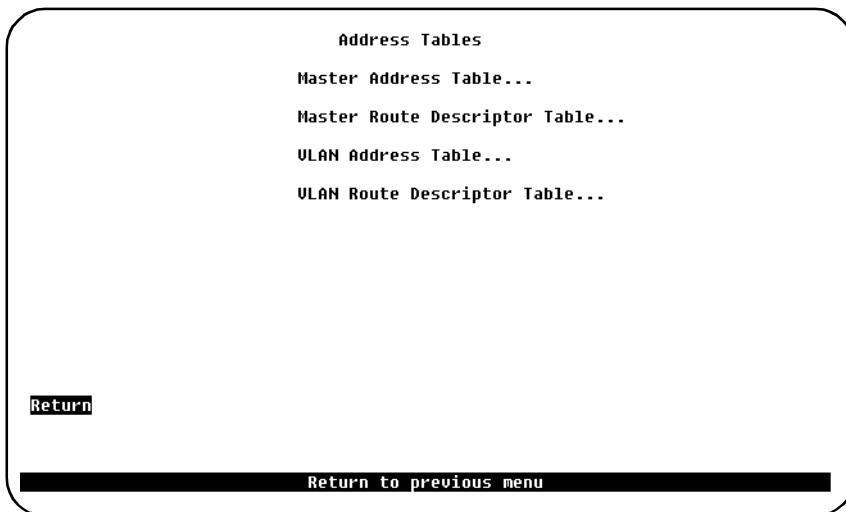 Address Tables
Master Address Table...
Master Route Descriptor Table...
VLAN Address Table...
VLAN Route Descriptor Table...
Return
Return to previous menu